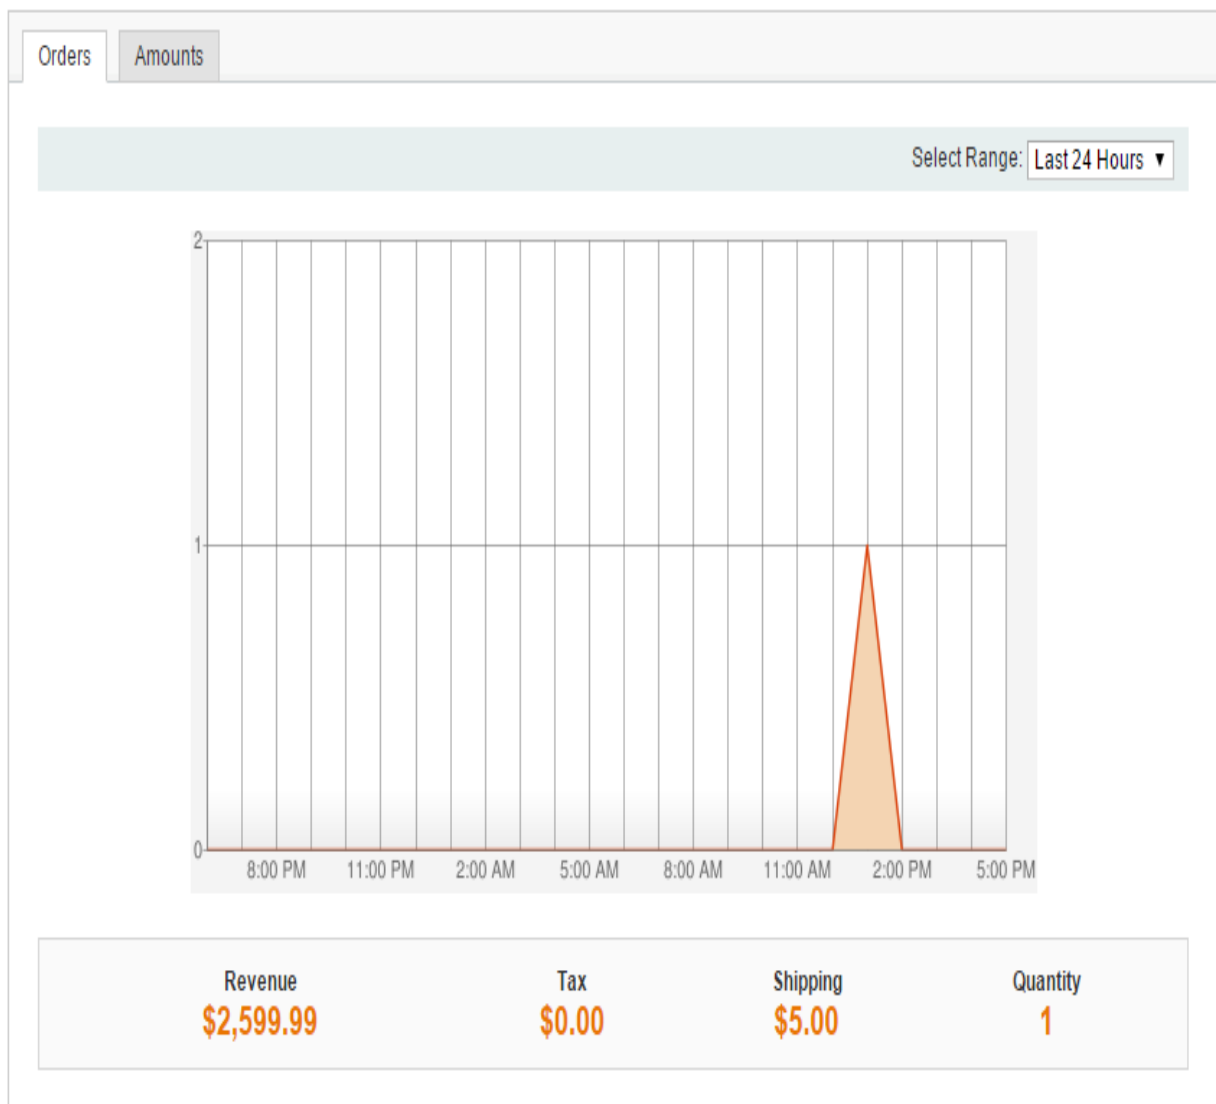 Orders Amounts
Select Range: Last 24 Hours ▼
2
1
0
8:00 PM 11:00 PM 2:00 AM 5:00 AM 8:00 AM 11:00 AM 2:00 PM 5:00 PM
Revenue Tax Shipping Quantity
$2,599.99 $0.00 $5.00 1